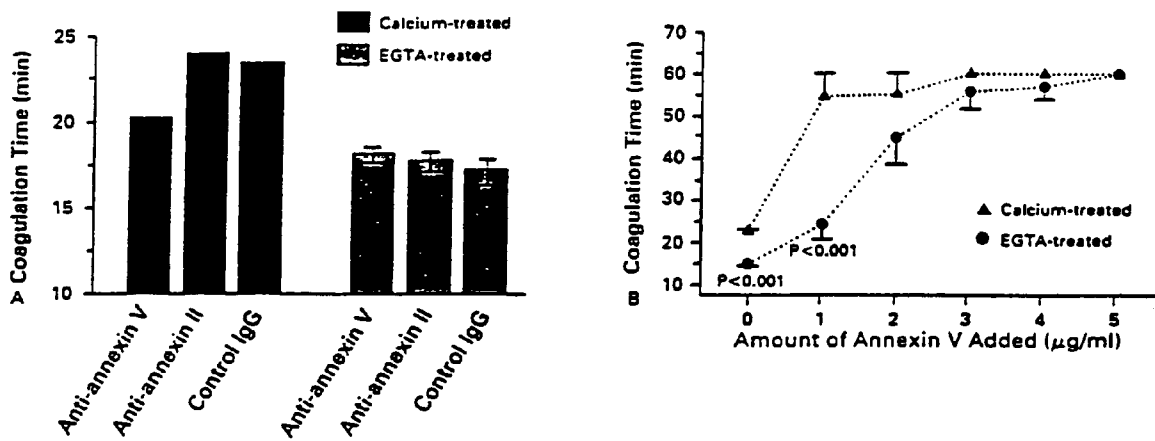 Calcium-treated
EGTA-treated
Coagulation Time (min)
25
20
15
10
A
Anti-annexin V
Anti-annexin II
Control IgG
Anti-annexin V
Anti-annexin II
Control IgG
Coagulation Time (min)
70
60
50
40
30
20
10
B
Calcium-treated
EGTA-treated
P<0.001
P<0.001
0 1 2 3 4 5
Amount of Annexin V Added (μg/ml)